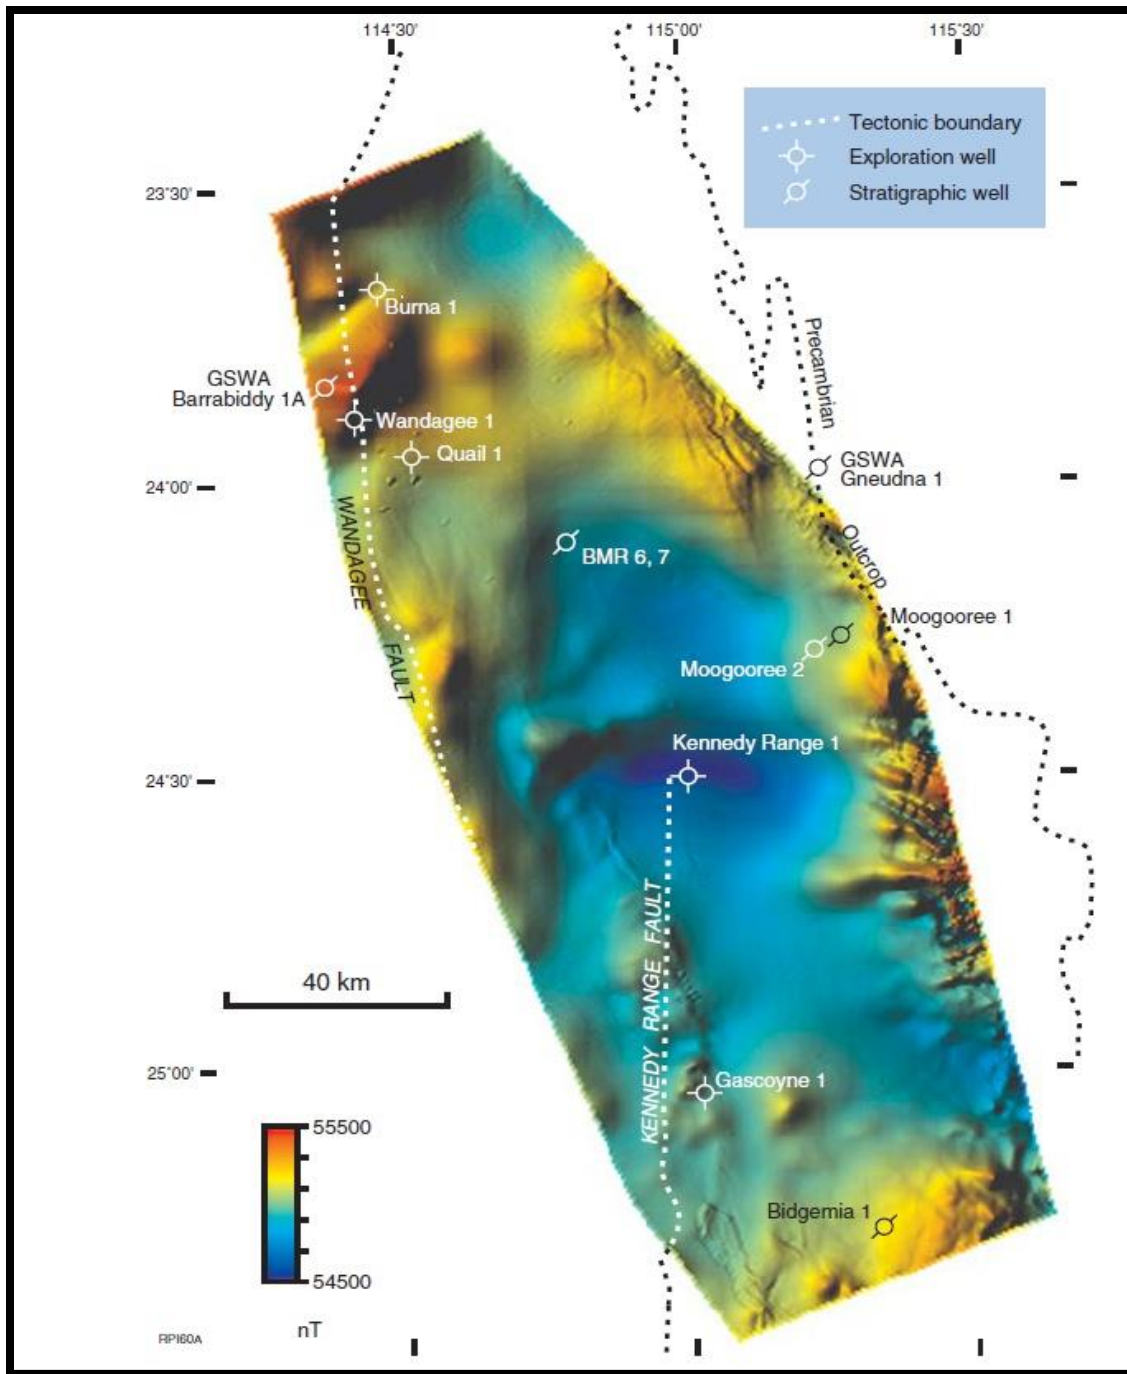 114°30'
115°00'
115°30'
Tectonic boundary
Exploration well
Stratigraphic well
23°30'
Burna 1
Precambrian
GSWA
Barrabiddy 1A
Wandagee 1
Quail 1
GSWA
Gneudna 1
24°00'
WANDAGEE FAULT
BMR 6, 7
Outcrop
Moogooree 1
Moogooree 2
Kennedy Range 1
24°30'
KENNEDY RANGE FAULT
40 km
25°00'
Gascoyne 1
55500
54500
nT
Bidgemia 1
RPI60A